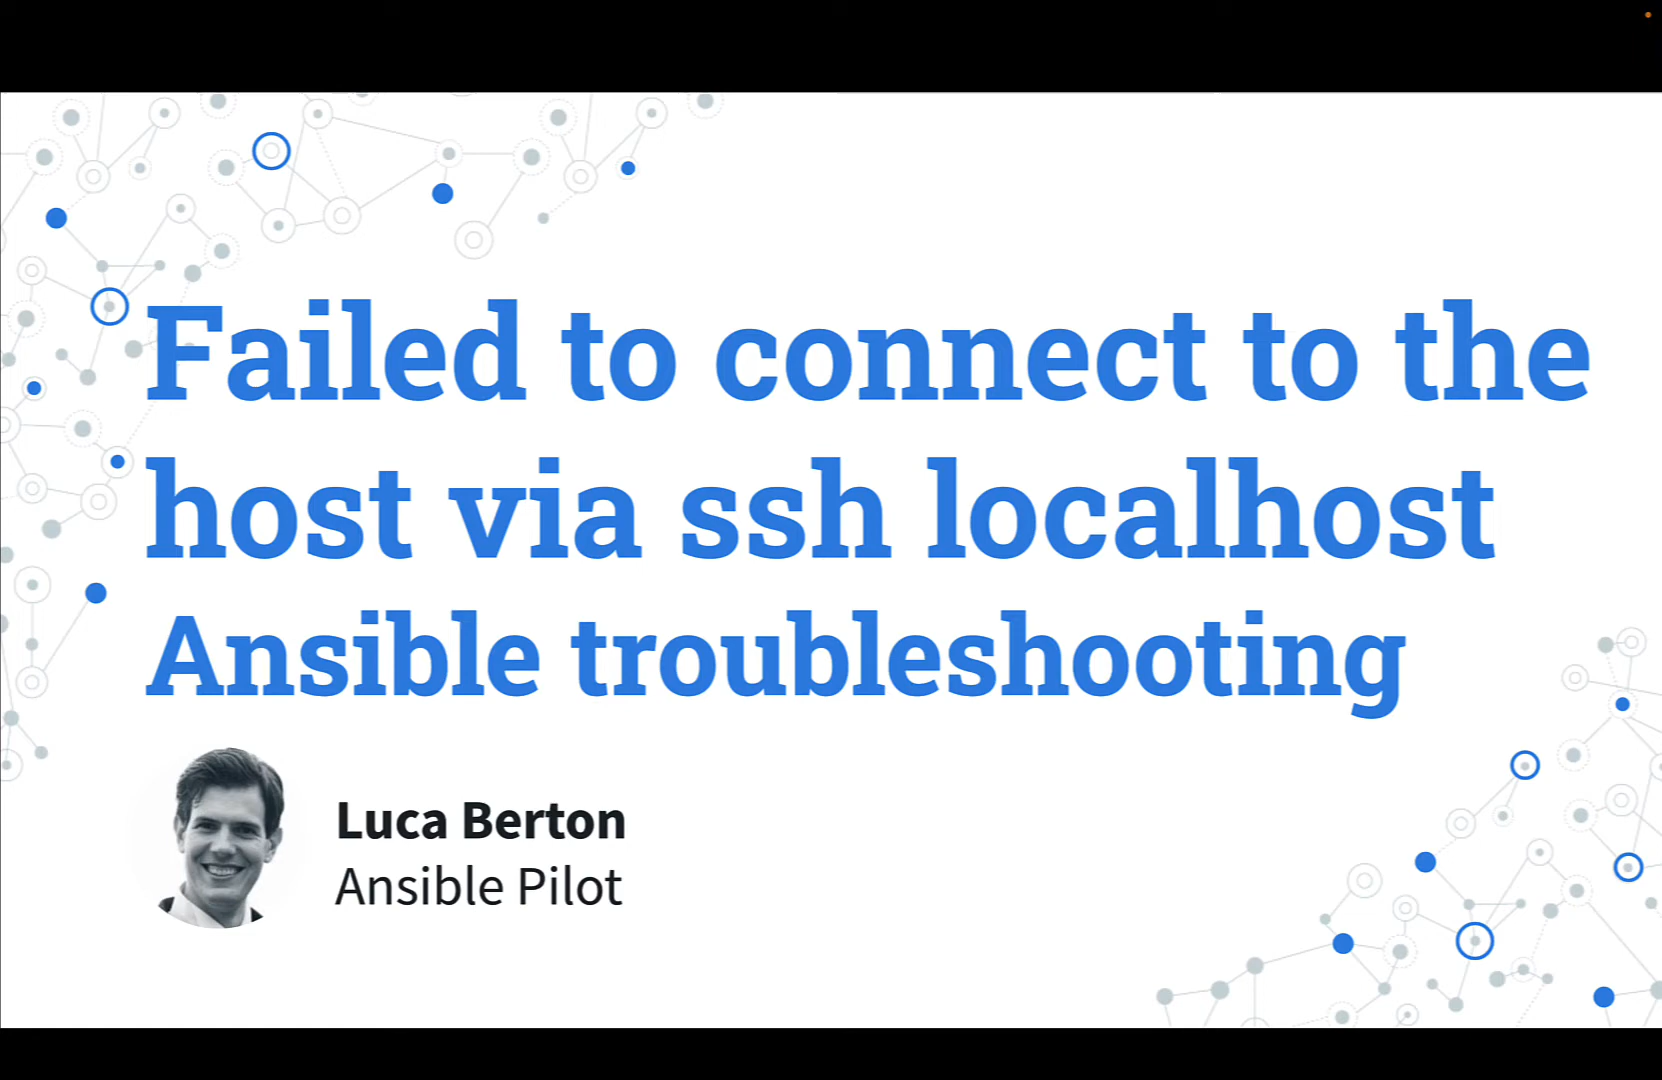 Failed to connect to the
host via ssh localhost
Ansible troubleshooting
Luca Berton
Ansible Pilot